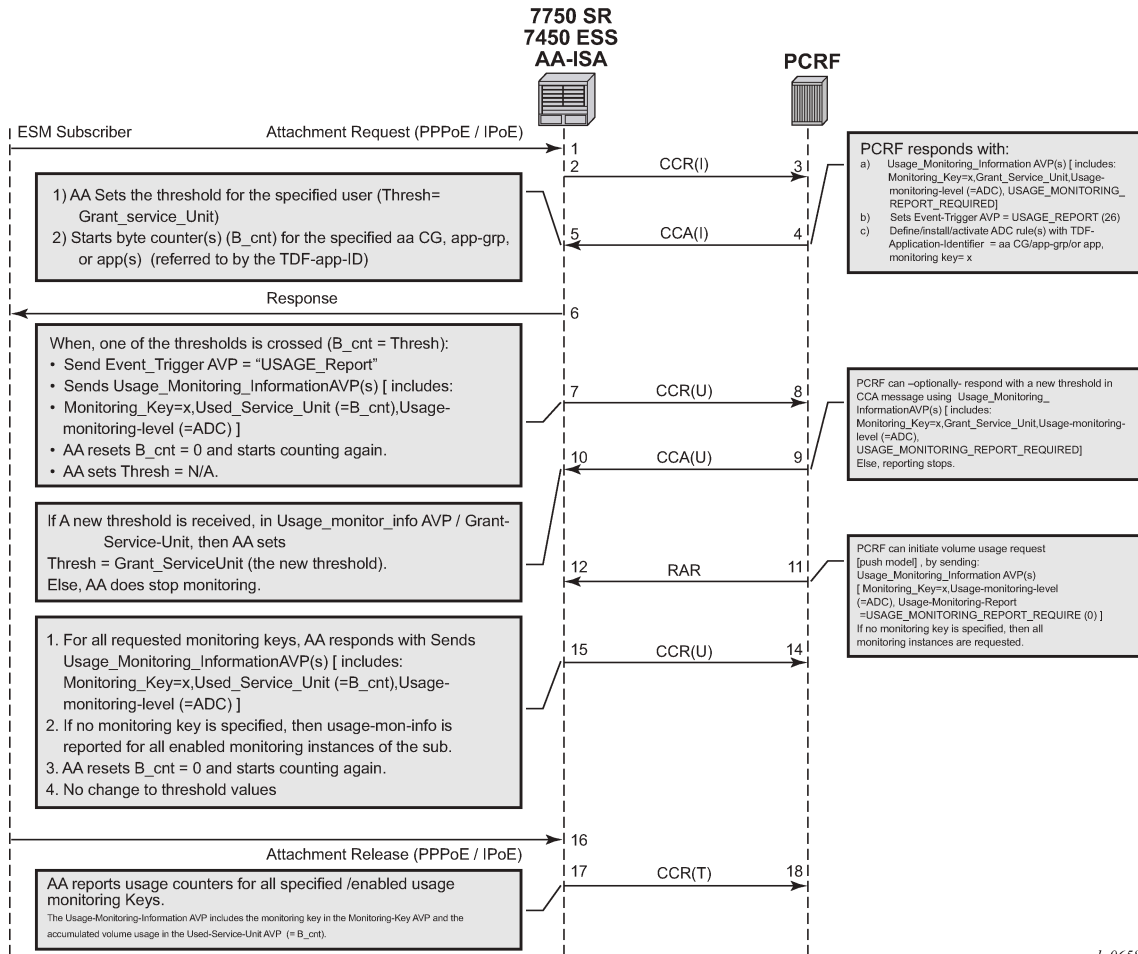 7750 SR
7450 ESS
AA-ISA
PCRF
ESM Subscriber
Attachment Request (PPPoE / IPoE)
1
2
CCR(I)
3
PCRF responds with:
a) Usage_Monitoring_Information AVP(s) [ includes:
Monitoring_Key=x,Grant_Service_Unit,Usage-
monitoring-level (=ADC), USAGE_MONITORING_
REPORT_REQUIRED]
b) Sets Event-Trigger AVP = USAGE_REPORT (26)
c) Define/install/activate ADC rule(s) with TDF-
Application-Identifier = aa CG/app-grp/or app,
monitoring key= x
1) AA Sets the threshold for the specified user (Thresh=
Grant_service_Unit)
2) Starts byte counter(s) (B_cnt) for the specified aa CG, app-grp,
or app(s) (referred to by the TDF-app-ID)
5
CCA(I)
4
Response
6
When, one of the thresholds is crossed (B_cnt = Thresh):
• Send Event_Trigger AVP = “USAGE_Report”
• Sends Usage_Monitoring_InformationAVP(s) [ includes:
• Monitoring_Key=x,Used_Service_Unit (=B_cnt),Usage-
monitoring-level (=ADC) ]
• AA resets B_cnt = 0 and starts counting again.
• AA sets Thresh = N/A.
7
CCR(U)
8
PCRF can –optionally- respond with a new threshold in
CCA message using Usage_Monitoring_
InformationAVP(s) [ includes:
Monitoring_Key=x,Grant_Service_Unit,Usage-monitoring-
level (=ADC),
USAGE_MONITORING_REPORT_REQUIRED]
Else, reporting stops.
10
CCA(U)
9
If A new threshold is received, in Usage_monitor_info AVP / Grant-
Service-Unit, then AA sets
Thresh = Grant_ServiceUnit (the new threshold).
Else, AA does stop monitoring.
12
RAR
11
PCRF can initiate volume usage request
[push model] , by sending:
Usage_Monitoring_Information AVP(s)
[ Monitoring_Key=x,Usage-monitoring-level
(=ADC), Usage-Monitoring-Report
=USAGE_MONITORING_REPORT_REQUIRE (0) ]
If no monitoring key is specified, then all
monitoring instances are requested.
1. For all requested monitoring keys, AA responds with Sends
Usage_Monitoring_InformationAVP(s) [ includes:
Monitoring_Key=x,Used_Service_Unit (=B_cnt),Usage-
monitoring-level (=ADC) ]
2. If no monitoring key is specified, then usage-mon-info is
reported for all enabled monitoring instances of the sub.
3. AA resets B_cnt = 0 and starts counting again.
4. No change to threshold values
15
CCR(U)
14
16
Attachment Release (PPPoE / IPoE)
17
CCR(T)
18
AA reports usage counters for all specified /enabled usage
monitoring Keys.
The Usage-Monitoring-Information AVP includes the monitoring key in the Monitoring-Key AVP and the
accumulated volume usage in the Used-Service-Unit AVP (= B_cnt).